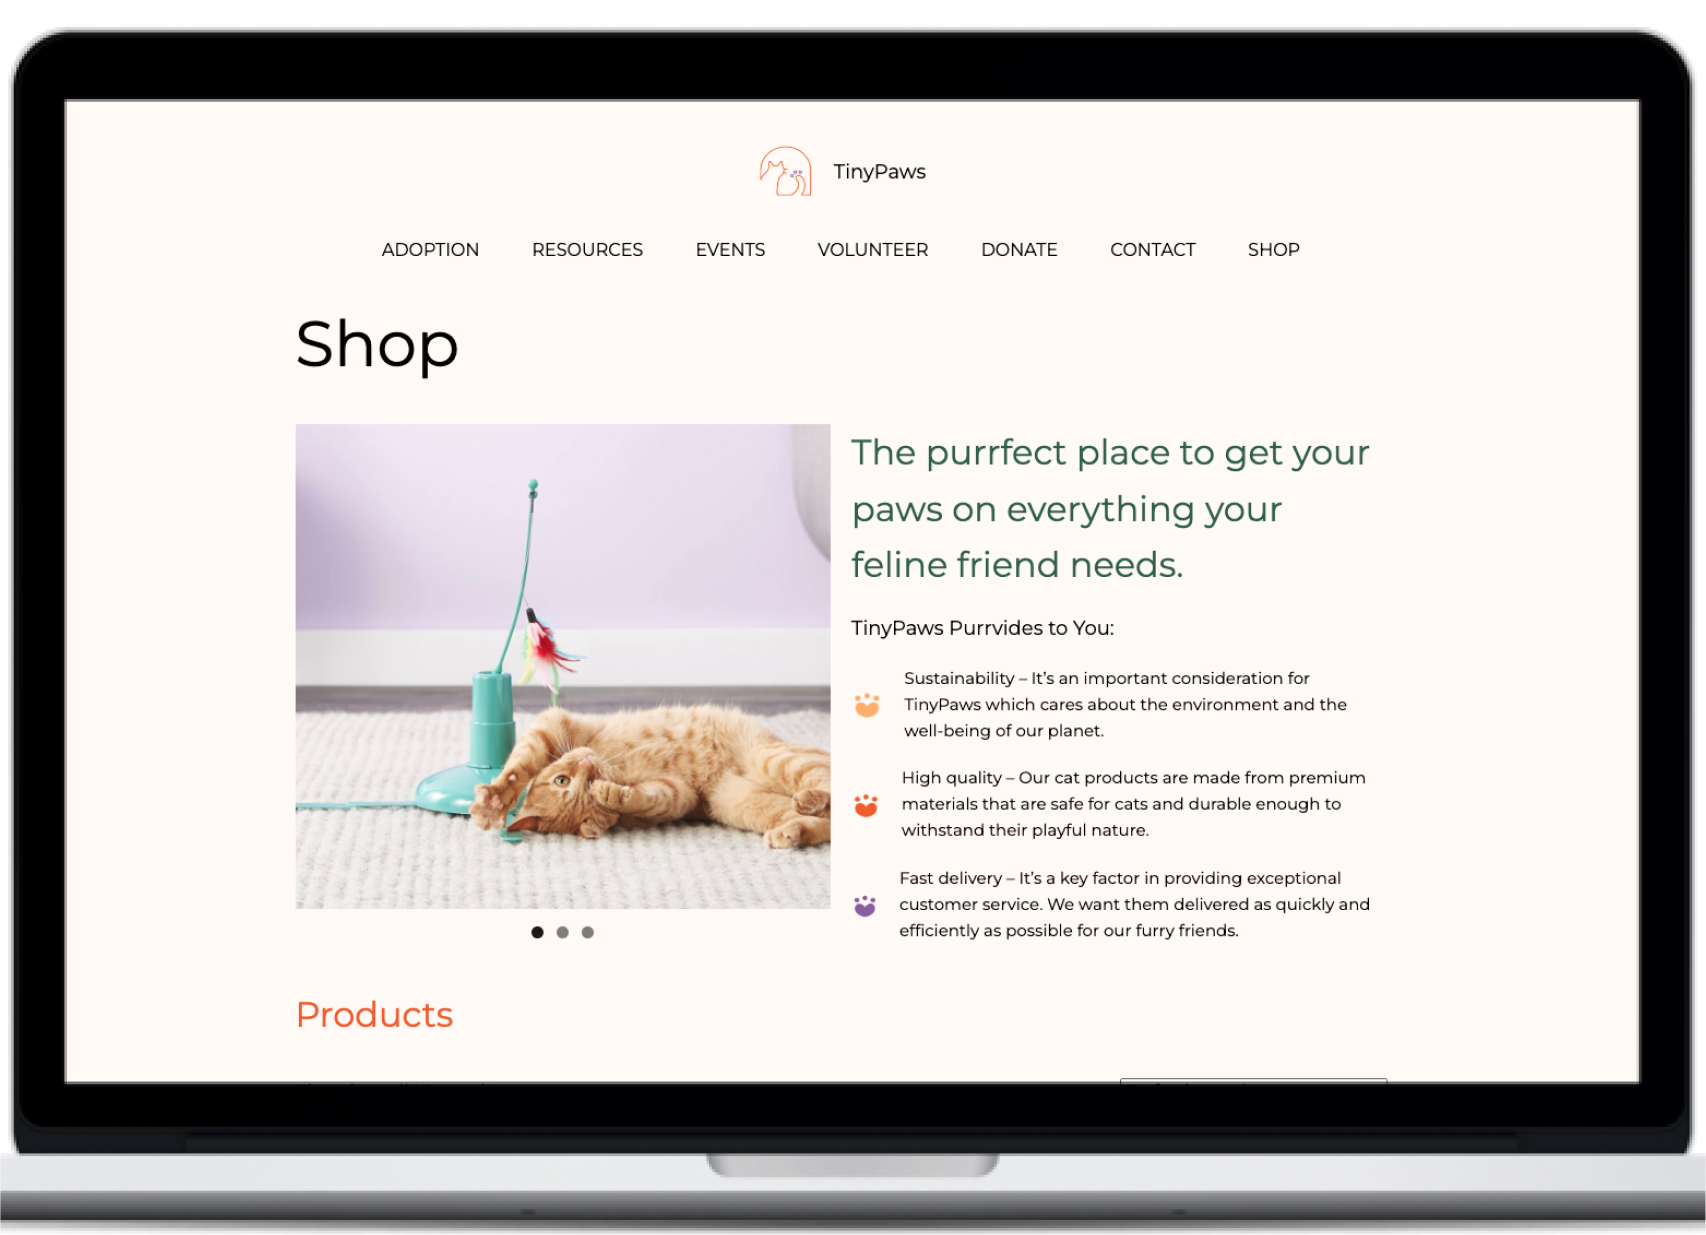 TinyPaws
ADOPTION RESOURCES EVENTS VOLUNTEER DONATE CONTACT SHOP
Shop
The purrfect place to get your
paws on everything your
feline friend needs.
TinyPaws Purrvides to You:
Sustainability – It’s an important consideration for
TinyPaws which cares about the environment and the
well-being of our planet.
High quality – Our cat products are made from premium
materials that are safe for cats and durable enough to
withstand their playful nature.
Fast delivery – It’s a key factor in providing exceptional
customer service. We want them delivered as quickly and
efficiently as possible for our furry friends.
Products